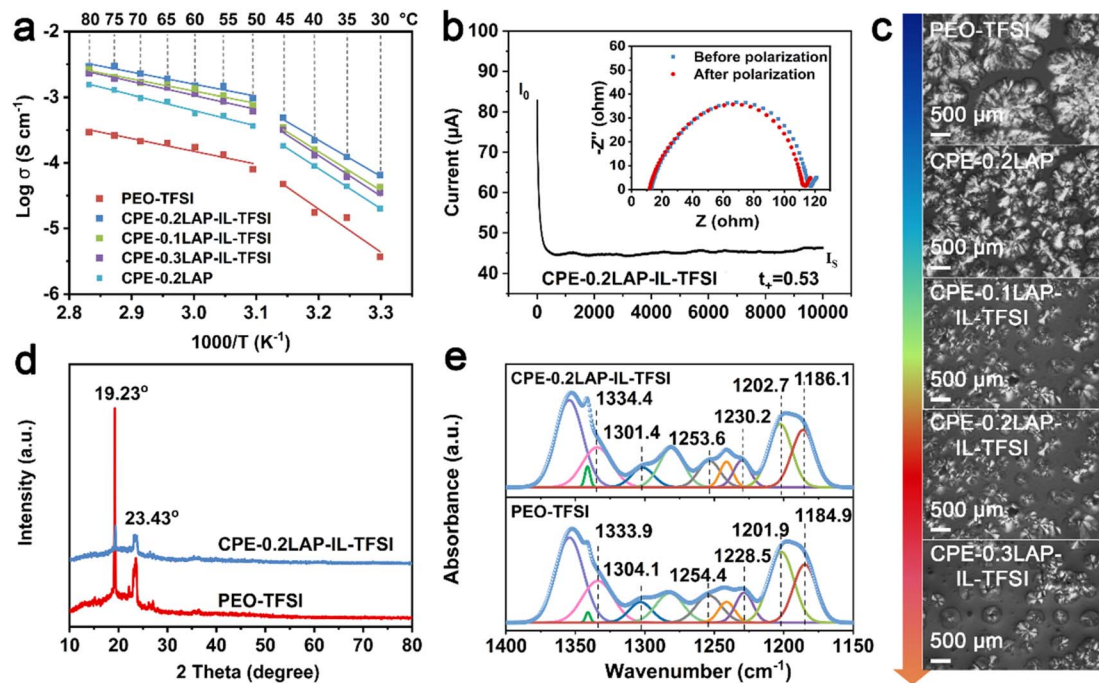 a
80 75 70 65 60 55 50 45 40 35 30 °C
-2
-3
-4
-5
-6
Log σ (S cm⁻¹)
PEO-TFSI
CPE-0.2LAP-IL-TFSI
CPE-0.1LAP-IL-TFSI
CPE-0.3LAP-IL-TFSI
CPE-0.2LAP
2.8 2.9 3.0 3.1 3.2 3.3
1000/T (K⁻¹)
b
100
90
80
70
60
50
40
Current (μA)
I₀
Iₛ
60
50
40
30
20
10
0
-Z'' (ohm)
Before polarization
After polarization
0 20 40 60 80 100 120
Z (ohm)
CPE-0.2LAP-IL-TFSI t₊=0.53
0 2000 4000 6000 8000 10000
c
PEO-TFSI
500 μm
CPE-0.2LAP
500 μm
CPE-0.1LAP-
IL-TFSI
500 μm
CPE-0.2LAP-
IL-TFSI
500 μm
CPE-0.3LAP-
IL-TFSI
500 μm
d
Intensity (a.u.)
19.23°
23.43°
CPE-0.2LAP-IL-TFSI
PEO-TFSI
10 20 30 40 50 60 70 80
2 Theta (degree)
e
Absorbance (a.u.)
CPE-0.2LAP-IL-TFSI
1334.4
1301.4
1253.6
1230.2
1202.7
1186.1
PEO-TFSI
1333.9
1304.1
1254.4
1228.5
1201.9
1184.9
1400 1350 1300 1250 1200 1150
Wavenumber (cm⁻¹)